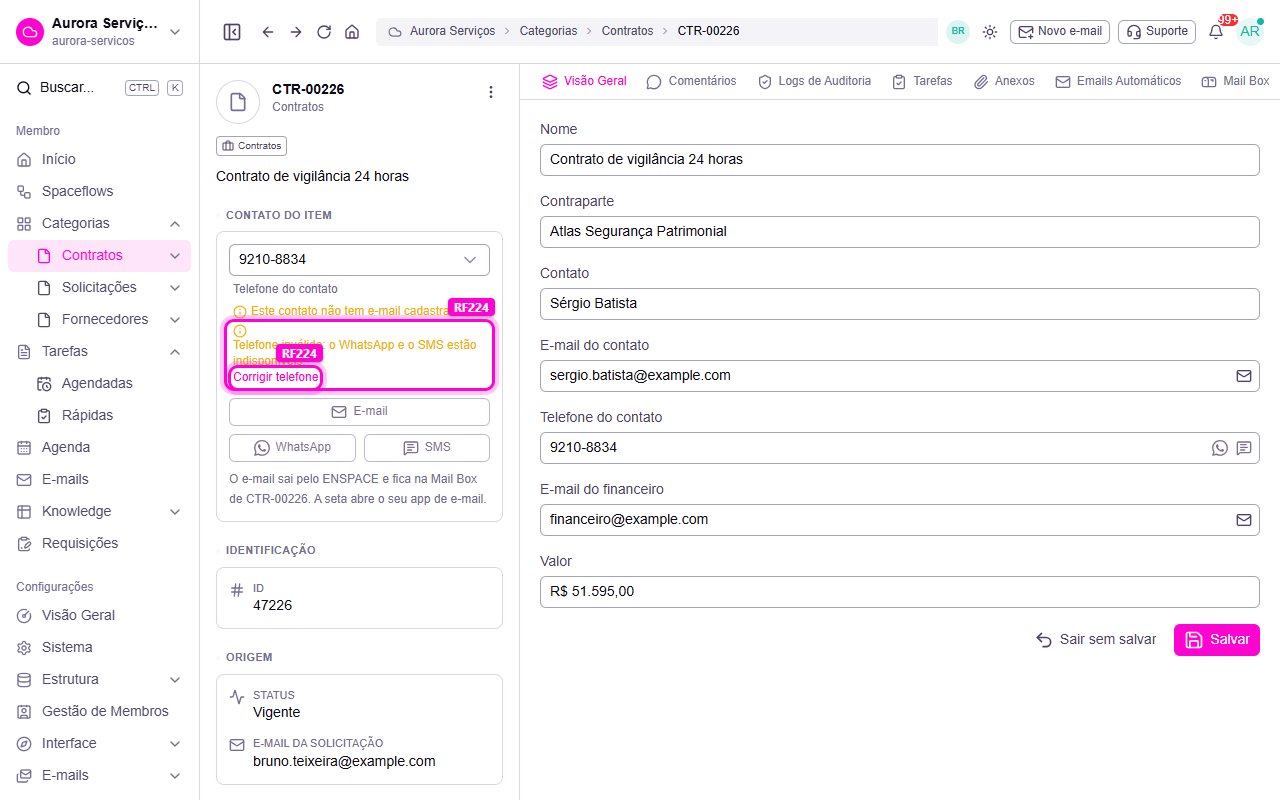 Aurora Serviç...
aurora-servicos
Buscar...
CTRL
K
Membro
Início
Spaceflows
Categorias
Contratos
Solicitações
Fornecedores
Tarefas
Agendadas
Rápidas
Agenda
E-mails
Knowledge
Requisições
Configurações
Visão Geral
Sistema
Estrutura
Gestão de Membros
Interface
E-mails
Aurora Serviços
Categorias
Contratos
CTR-00226
BR
Novo e-mail
Suporte
99+
AR
CTR-00226
Contratos
Contratos
Contrato de vigilância 24 horas
CONTATO DO ITEM
9210-8834
Telefone do contato
Este contato não tem e-mail cadastra
RF224
Telefone inválido: o WhatsApp e o SMS estão
RF224
Corrigir telefone
E-mail
WhatsApp
SMS
O e-mail sai pelo ENSPACE e fica na Mail Box
de CTR-00226. A seta abre o seu app de e-mail.
IDENTIFICAÇÃO
ID
47226
ORIGEM
STATUS
Vigente
E-MAIL DA SOLICITAÇÃO
bruno.teixeira@example.com
Visão Geral
Comentários
Logs de Auditoria
Tarefas
Anexos
Emails Automáticos
Mail Box
Nome
Contrato de vigilância 24 horas
Contraparte
Atlas Segurança Patrimonial
Contato
Sérgio Batista
E-mail do contato
sergio.batista@example.com
Telefone do contato
9210-8834
E-mail do financeiro
financeiro@example.com
Valor
R$ 51.595,00
Sair sem salvar
Salvar